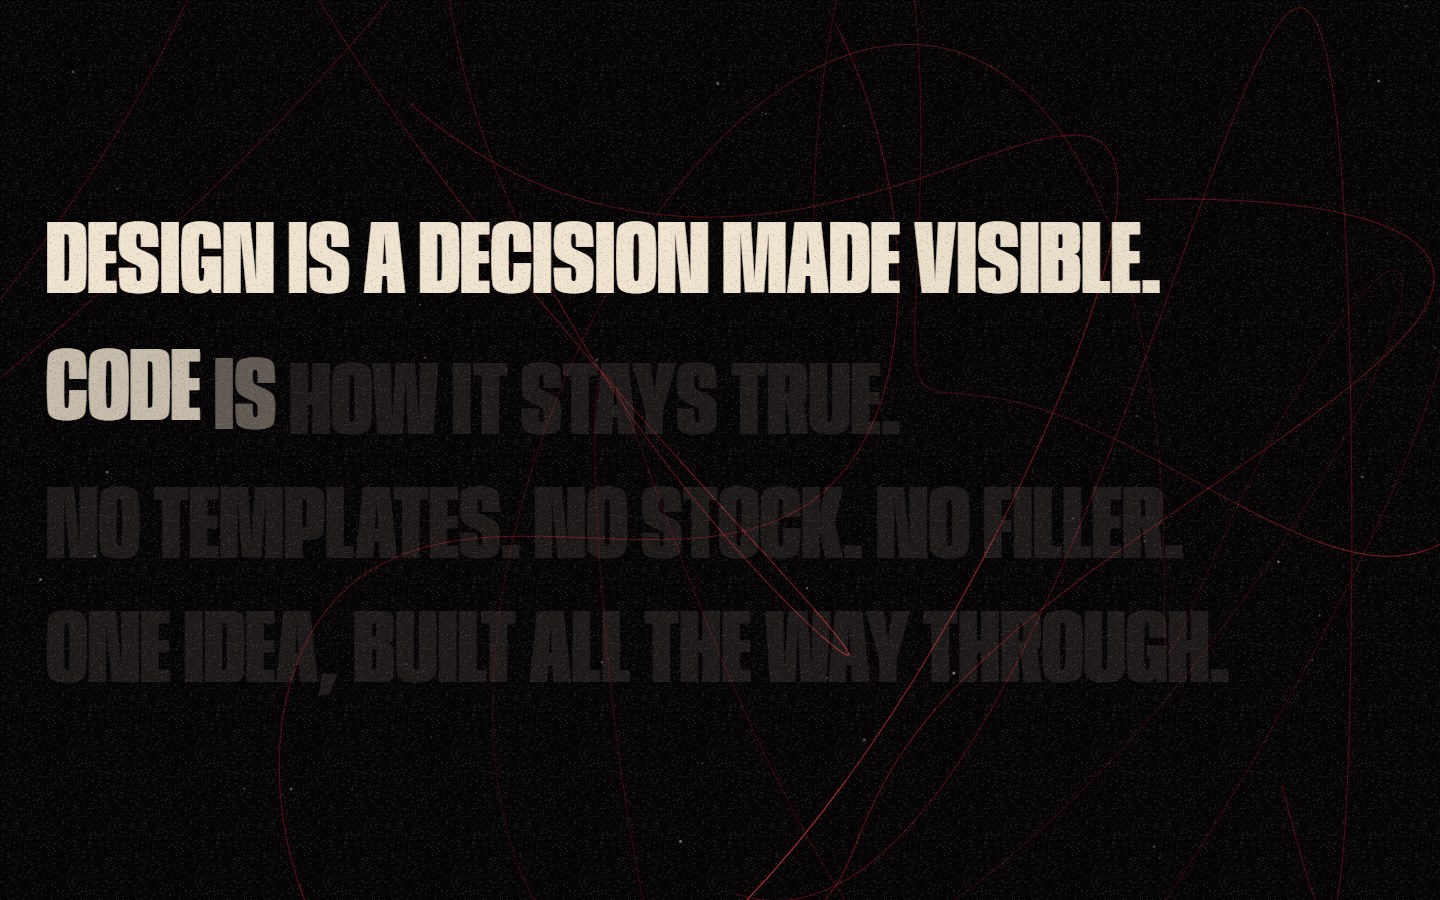 DESIGN IS A DECISION MADE VISIBLE.
CODE IS HOW IT STAYS TRUE.
NO TEMPLATES. NO STOCK. NO FILLER.
ONE IDEA, BUILT ALL THE WAY THROUGH.